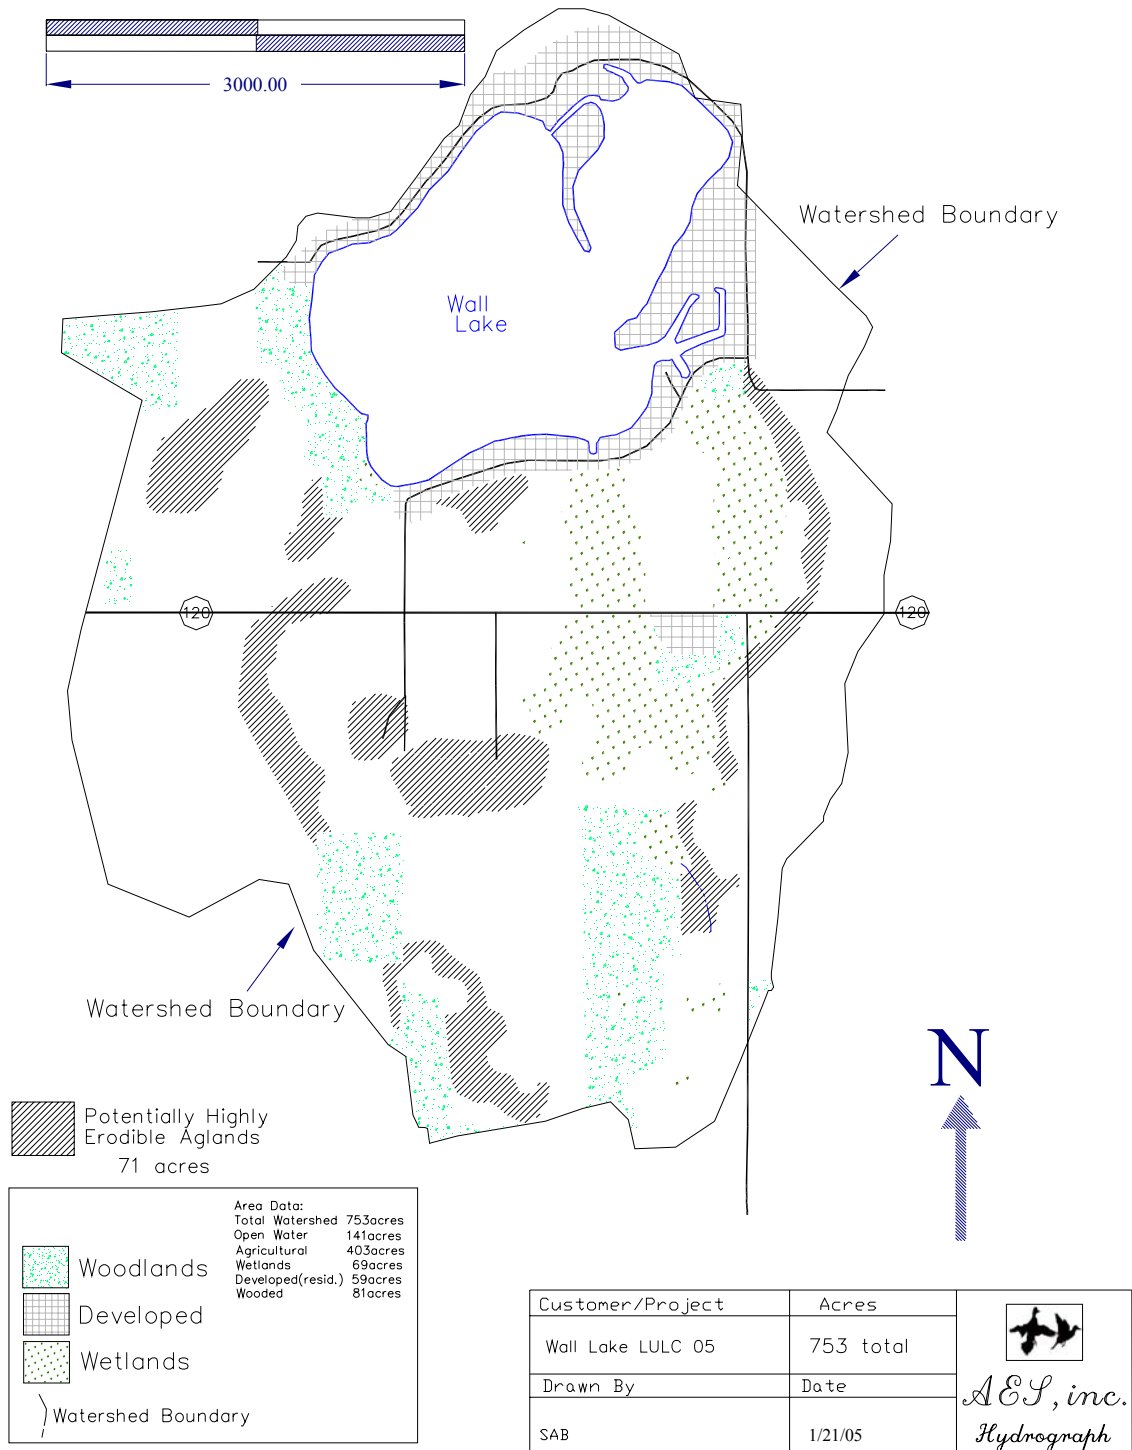 3000.00
Watershed Boundary
Wall
Lake
120
120
Watershed Boundary
N
Potentially Highly
Erodible Aglands
71 acres
Area Data:
Total Watershed 753acres
Open Water 141acres
Agricultural 403acres
Wetlands 69acres
Developed(resid.) 59acres
Wooded 81acres
Woodlands
Developed
Wetlands
Watershed Boundary
Customer/Project Acres
Wall Lake LULC 05 753 total
Drawn By Date
SAB 1/21/05
AES, inc.
Hydrograph